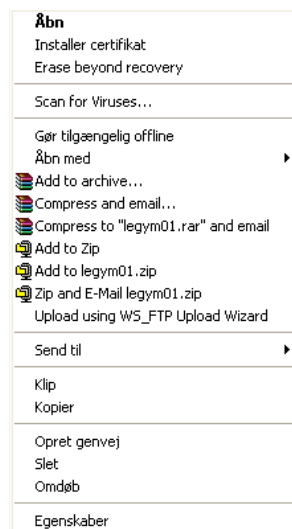 Åbn
Installer certifikat
Erase beyond recovery
Scan for Viruses...
Gør tilgængelig offline
Åbn med
Add to archive...
Compress and email...
Compress to "legym01.rar" and email
Add to Zip
Add to legym01.zip
Zip and E-Mail legym01.zip
Upload using WS_FTP Upload Wizard
Send til
Klip
Kopier
Opret genvej
Slet
Omdøb
Egenskaber